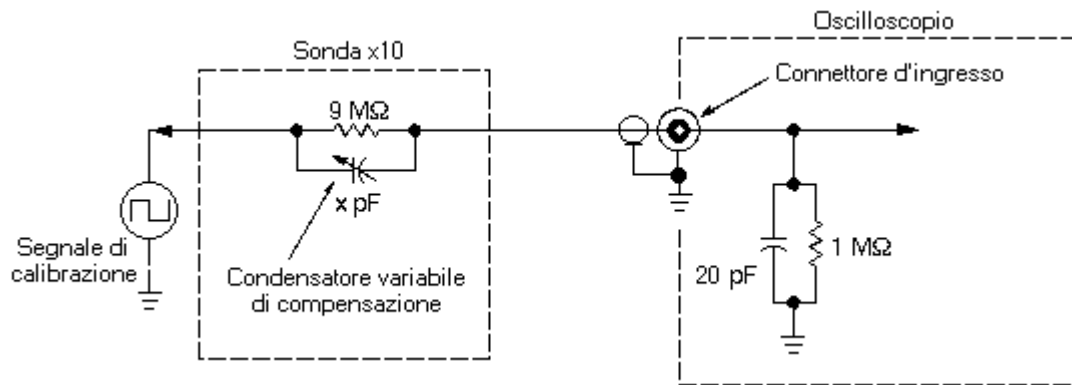 Oscilloscopio
Sonda x10
Connettore d'ingresso
9 MΩ
x pF
Segnale di
calibrazione
Condensatore variabile
di compensazione
20 pF
1 MΩ